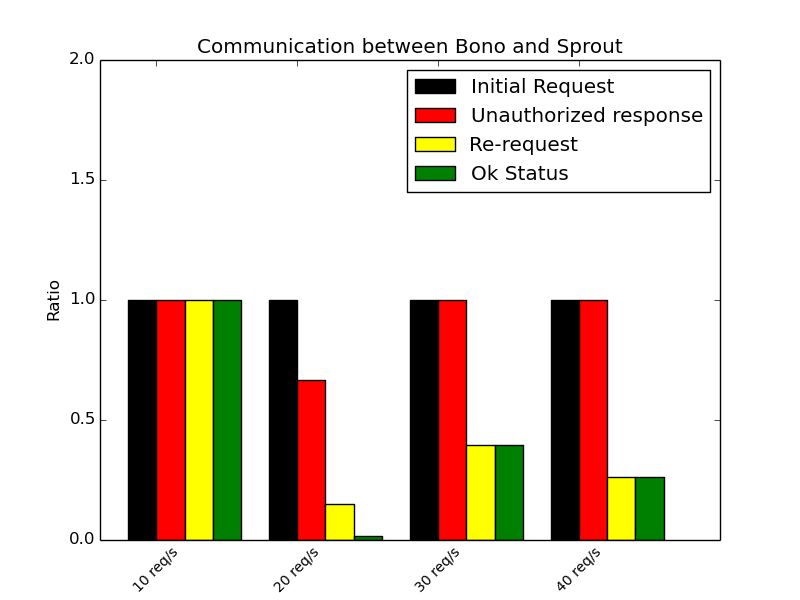 Communication between Bono and Sprout
2.0
1.5
1.0
0.5
0.0
Ratio
Initial Request
Unauthorized response
Re-request
Ok Status
10 req/s
20 req/s
30 req/s
40 req/s